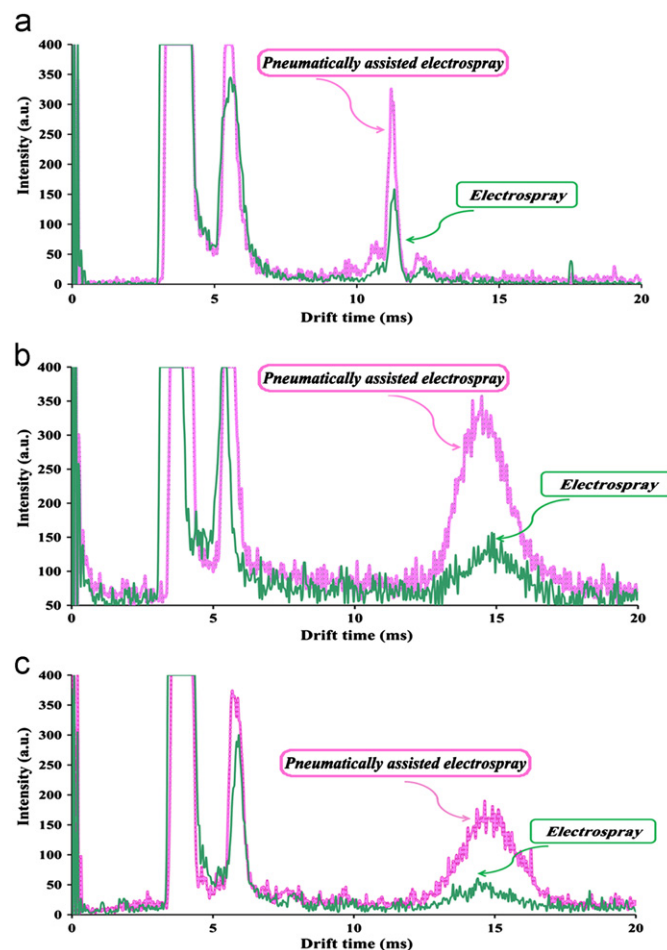 a
400
350
300
250
200
150
100
50
0
Intensity (a.u.)
Pneumatically assisted electrospray
Electrospray
0 5 10 15 20
Drift time (ms)
b
400
350
300
250
200
150
100
50
Intensity (a.u.)
Pneumatically assisted electrospray
Electrospray
0 5 10 15 20
Drift time (ms)
c
400
350
300
250
200
150
100
50
0
Intensity (a.u.)
Pneumatically assisted electrospray
Electrospray
0 5 10 15 20
Drift time (ms)